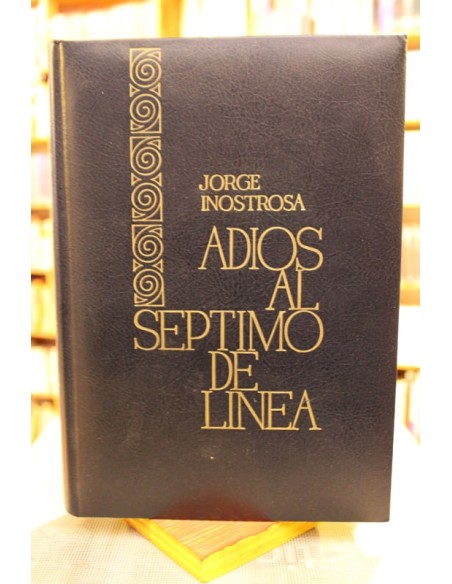 JORGE
INOSTROSA
ADIOS
AL
SEPTIMO
DE
LINEA